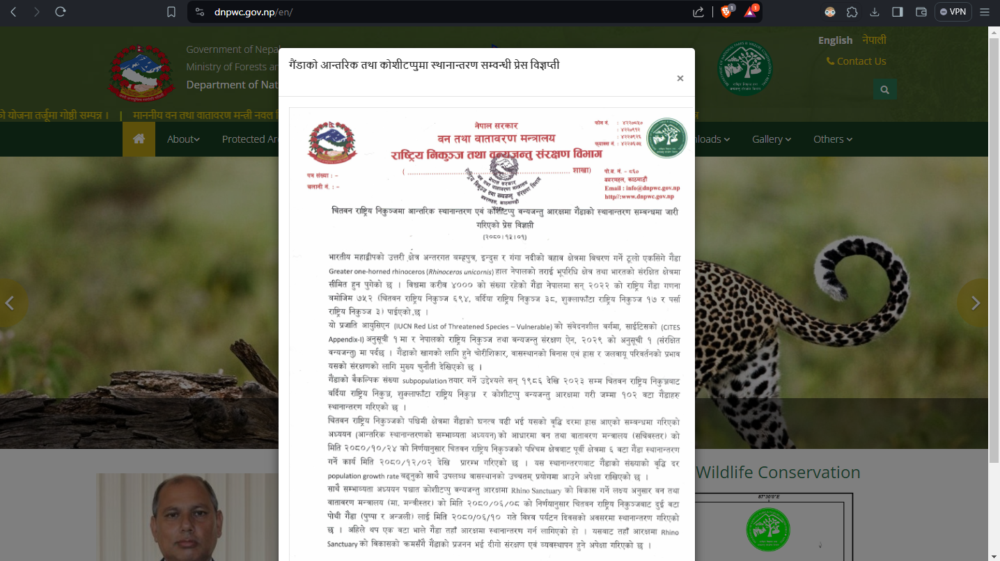 dnpwc.gov.np/en/
1
1
VPN
Government of Nepal
Ministry of Forests an
Department of Nat
English नेपाली
Contact Us
को योजना तर्जूमा गोष्ठी सम्पन्न । | माननीय वन तथा वातावरण मन्त्री नवल
About
Protected Are
nloads
Gallery
Others
गैंडाको आन्तरिक तथा कोशीटप्पुमा स्थानान्तरण सम्वन्धी प्रेस विज्ञप्ती
×
नेपाल सरकार
वन तथा वातावरण मन्त्रालय
राष्ट्रिय निकुञ्ज तथा वन्यजन्तु संरक्षण विभाग
( शाखा)
फोन नं. : ४२२०८५०
: ४२२०९१२
: ४२२७९२६
फ्याक्स नं. : ४२२७६७५
पत्र संख्या : -
चलानी नं. : -
पो.ब. नं. - ८६०
बबरमहल, काठमाडौं
Email : info@dnpwc.gov.np
http//:www.dnpwc.gov.np
चितवन राष्ट्रिय निकुञ्जमा आन्तरिक स्थानान्तरण एवं कोशीटप्पु वन्यजन्तु आरक्षमा गैंडाको स्थानान्तरण सम्बन्धमा जारी
गरिएको प्रेस विज्ञप्ती
(२०८०।१२।०१)
भारतीय महाद्वीपको उत्तरी क्षेत्र अन्तरगत बम्हपुत्र, इन्दुस र गंगा नदीको बहाव क्षेत्रमा विचरण गर्ने ठूलो एकसिंगे गैंडा
Greater one-horned rhinoceros (Rhinoceros unicornis) हाल नेपालको तराई भूपरिधि क्षेत्र तथा भारतको संरक्षित क्षेत्रमा
सीमित हुन पुगेको छ । विश्वमा करीब ४००० को संख्या रहेको गैंडा नेपालमा सन् २०२२ को राष्ट्रिय गैंडा गणना
बमोजिम ७५२ (चितवन राष्ट्रिय निकुञ्ज ६९४, बर्दिया राष्ट्रिय निकुञ्ज ३८, शुक्लाफाँटा राष्ट्रिय निकुञ्ज १७ र पर्सा
राष्ट्रिय निकुञ्ज ३) पाईएको छ ।
यो प्रजाति आयुसिएन (IUCN Red List of Threatened Species – Vulnerable) को संवेदनशील वर्गमा, साईटिसको (CITES
Appendix-I) अनुसूची १ मा र नेपालको राष्ट्रिय निकुञ्ज तथा वन्यजन्तु संरक्षण ऐन, २०२९ को अनुसूची १ (संरक्षित
वन्यजन्तु) मा पर्दछ । गैंडाको खागको लागि हुने चोरीशिकार, वासस्थानको विनास एवं ह्रास र जलवायू परिवर्तनको प्रभाव
यसको संरक्षणको लागि मुख्य चुनौती देखिएको छ ।
गैंडाको बैकल्पिक संख्या subpopulation तयार गर्ने उद्देश्यले सन् १९८६ देखि २०२३ सम्म चितवन राष्ट्रिय निकुञ्जबाट
बर्दिया राष्ट्रिय निकुञ्ज, शुक्लाफाँटा राष्ट्रिय निकुञ्ज र कोशीटप्पु वन्यजन्तु आरक्षमा गरी जम्मा १०२ वटा गैंडाहरु
स्थानान्तरण गरिएको छ ।
चितवन राष्ट्रिय निकुञ्जको पश्चिमी क्षेत्रमा गैंडाको घनत्व बढी भई यसको बृद्धि दरमा ह्रास आएको सम्बन्धमा गरिएको
अध्ययन (आन्तरिक स्थानान्तरणको सम्भाव्यता अध्ययन) को आधारमा वन तथा वातावरण मन्त्रालय (सचिवस्तर) को
मिति २०८०/१०/२४ को निर्णयानुसार चितवन राष्ट्रिय निकुञ्जको पश्चिम क्षेत्रबाट पूर्वी क्षेत्रमा ६ वटा गैंडा स्थानान्तरण
गर्ने कार्य मिति २०८०/१२/०२ देखि प्रारम्भ गरिएको छ । यस स्थानान्तरणबाट गैंडाको संख्याको बृद्धि दर
population growth rate बढ्नुको साथै उपलब्ध वासस्थानको उच्चतम् प्रयोगमा आउने अपेक्षा राखिएको छ ।
साथै सम्भाव्यता अध्ययन पश्चात कोशीटप्पु वन्यजन्तु आरक्षमा Rhino Sanctuary को विकास गर्ने लक्ष्य अनुसार वन तथा
वातावरण मन्त्रालय (मा. मन्त्रीस्तर) को मिति २०८०/०६/०८ को निर्णयानुसार चितवन राष्ट्रिय निकुञ्जबाट दुई वटा
पोथी गैंडा (पुष्पा र अन्जली) लाई मिति २०८०/०६/१० गते विश्व पर्यटन दिवसको अवसरमा स्थानान्तरण गरिएको
छ । अहिले थप एक वटा भाले गैंडा तहाँ आरक्षमा स्थानान्तरण गर्न लागिएको हो । यसबाट तहाँ आरक्षमा Rhino
Sanctuary को विकासको क्रमसँगै गैंडाको प्रजनन भई दीगो संरक्षण एवं व्यवस्थापन हुने अपेक्षा गरिएको छ ।
Wildlife Conservation
87°30'0"E